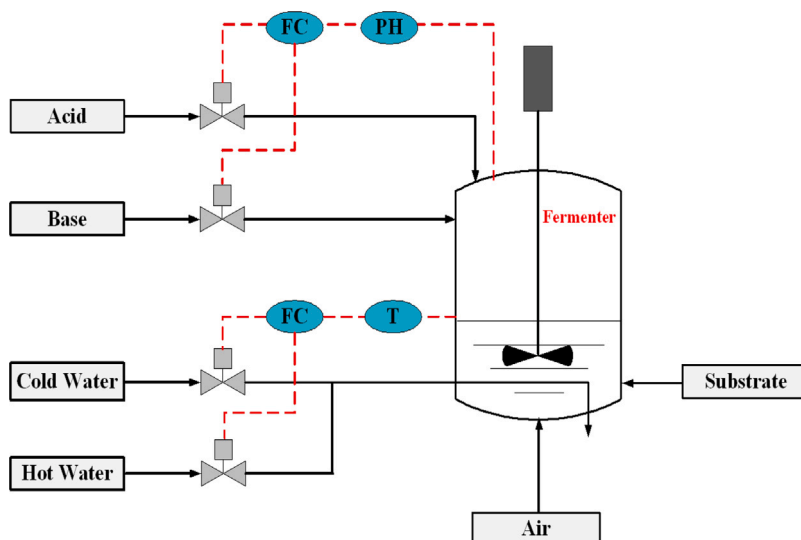 FC
PH
Acid
Base
Fermenter
FC
T
Cold Water
Substrate
Hot Water
Air